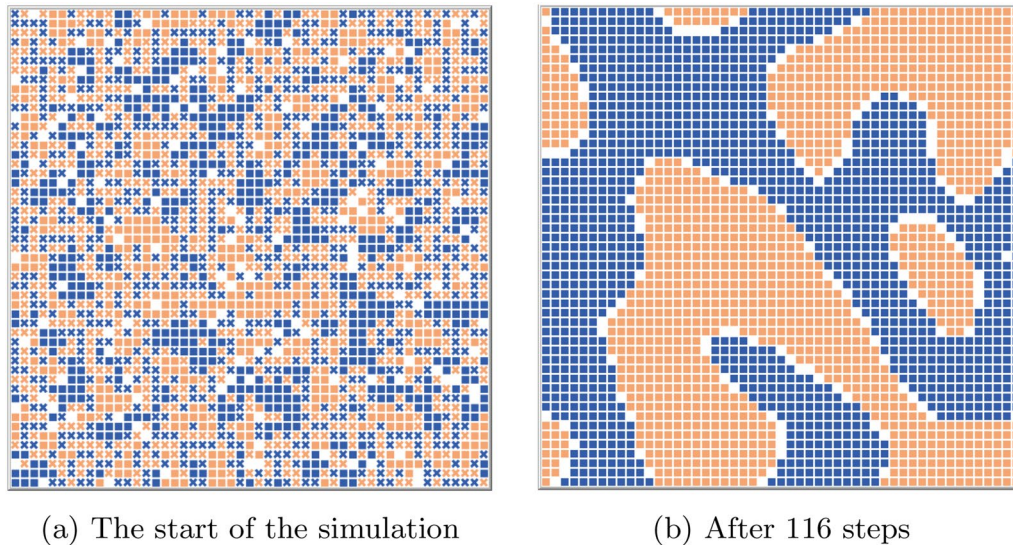 (a) The start of the simulation
(b) After 116 steps